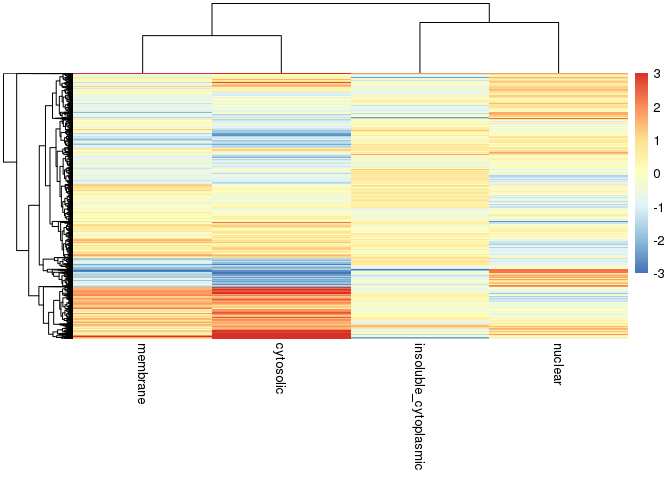 3
2
1
0
-1
-2
-3
membrane
cytosolic
insoluble_cytoplasmic
nuclear